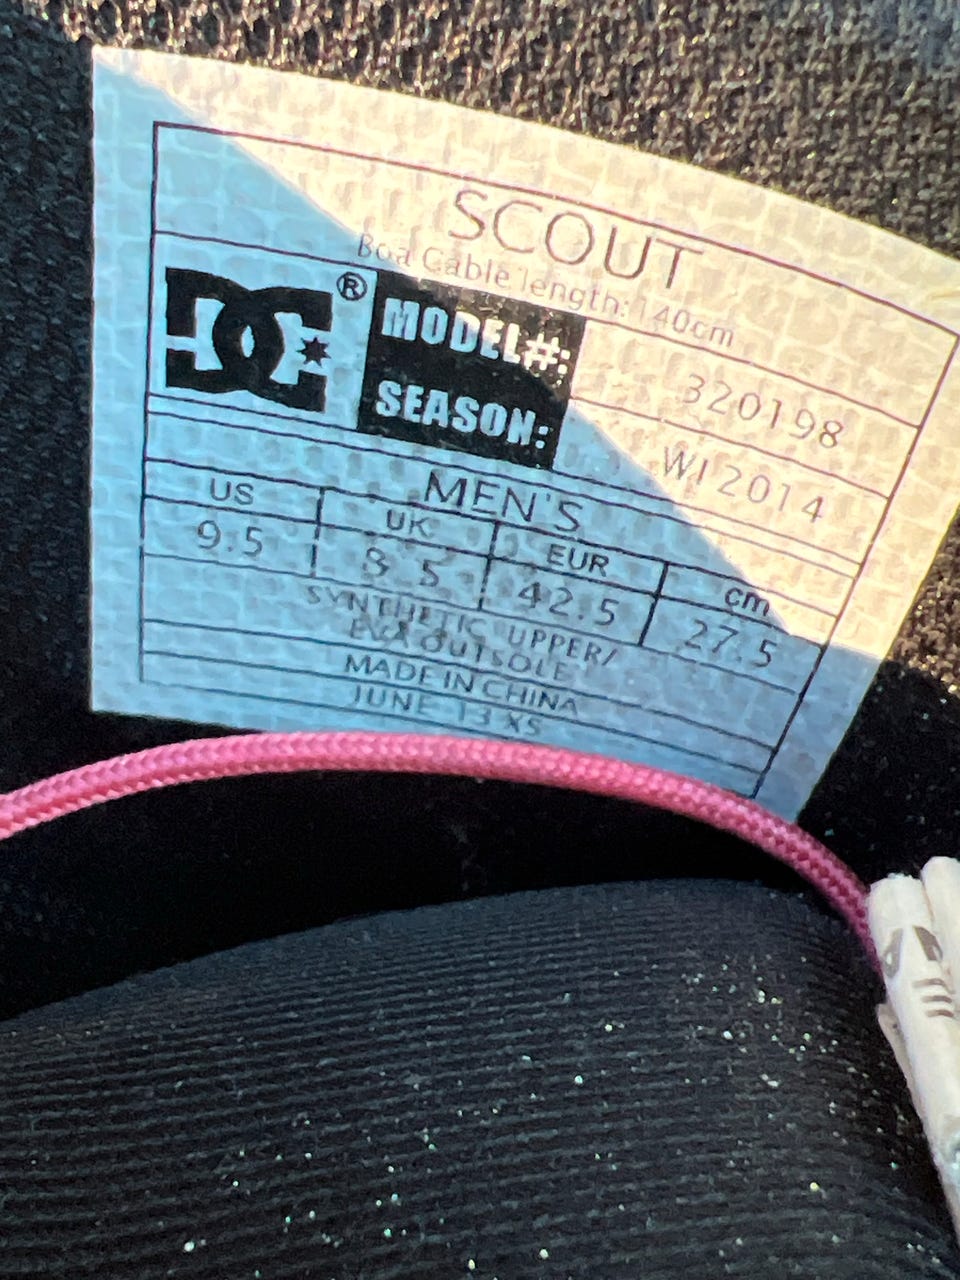 SCOUT
Boa Cable length: 140cm
DC ® MODEL#: 320198
SEASON: WI 2014
MEN'S
US UK EUR cm
9.5 8.5 42.5 27.5
SYNTHETIC UPPER/
EVA OUTSOLE
MADE IN CHINA
JUNE 13 XS